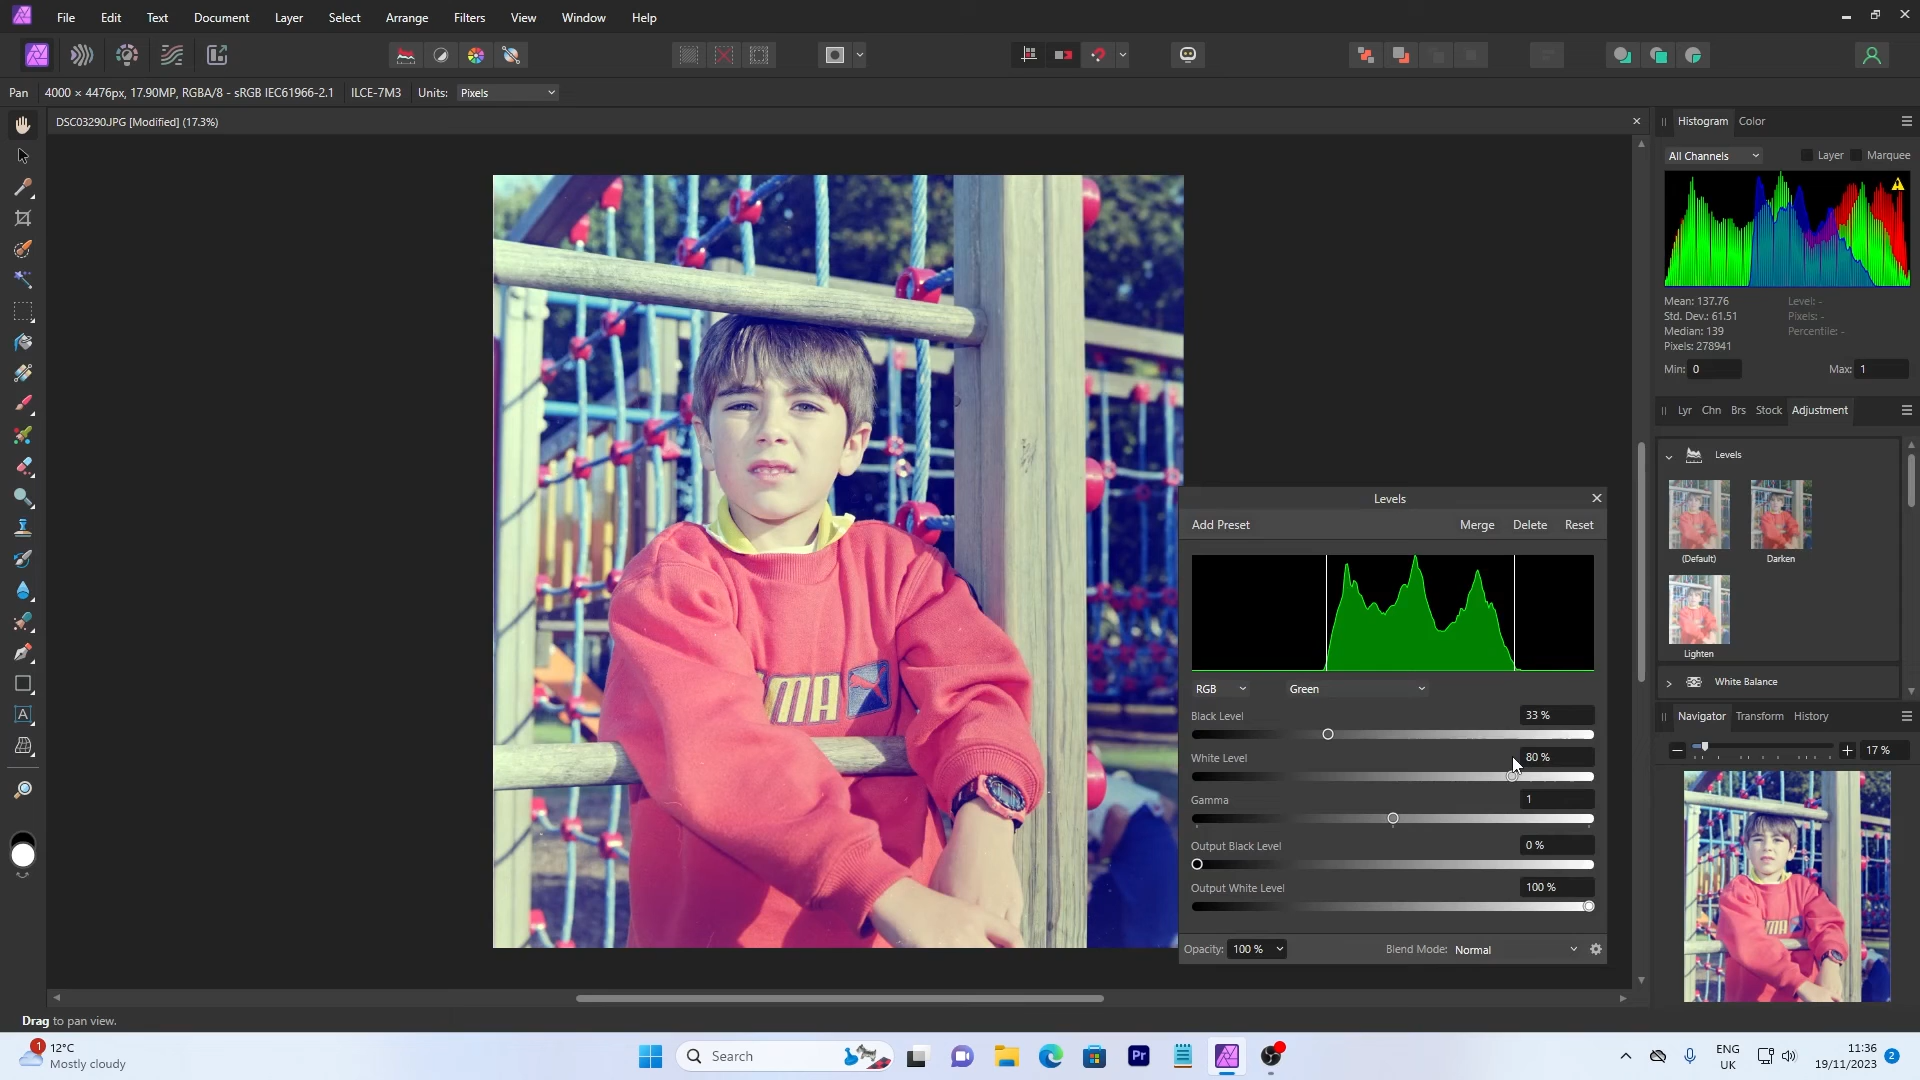 File Edit Text Document Layer Select Arrange Filters View Window Help
Pan 4000 × 4476px, 17.90MP, RGBA/8 - sRGB IEC61966-2.1 ILCE-7M3 Units: Pixels
DSC03290.JPG [Modified] (17.3%)
Histogram Color
All Channels Layer Marquee
Mean: 137.76 Level: -
Std. Dev.: 61.51 Pixels: -
Median: 139 Percentile: -
Pixels: 278941
Min: 0 Max: 1
Lyr Chn Brs Stock Adjustment
Levels
(Default) Darken
Lighten
White Balance
Navigator Transform History
17 %
Levels
Add Preset Merge Delete Reset
RGB Green
Black Level 33 %
White Level 80 %
Gamma 1
Output Black Level 0 %
Output White Level 100 %
Opacity: 100 % Blend Mode: Normal
UMA
A
Drag to pan view.
1 12°C
Mostly cloudy
Search
Pr
ENG
UK
11:36
19/11/2023
2